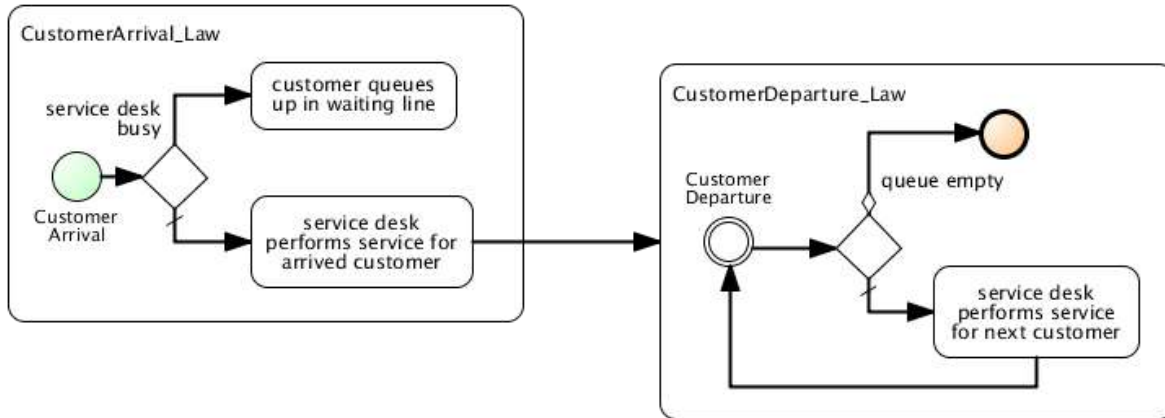 CustomerArrival_Law
customer queues
up in waiting line
service desk
busy
Customer
Arrival
service desk
performs service for
arrived customer
CustomerDeparture_Law
Customer
Departure
queue empty
service desk
performs service
for next customer